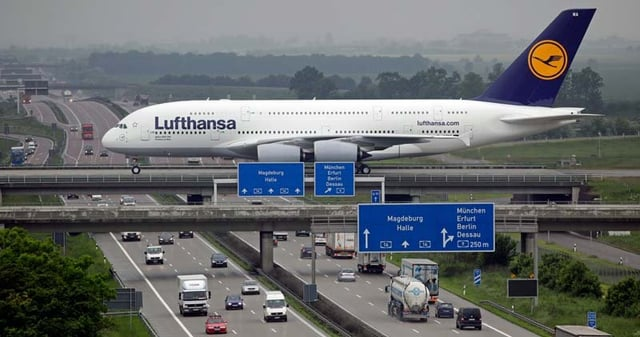 Lufthansa
lufthansa.com
Magdeburg
Halle
München
Erfurt
Berlin
Dessau
Magdeburg
Halle
München
Erfurt
Berlin
Dessau
250 m